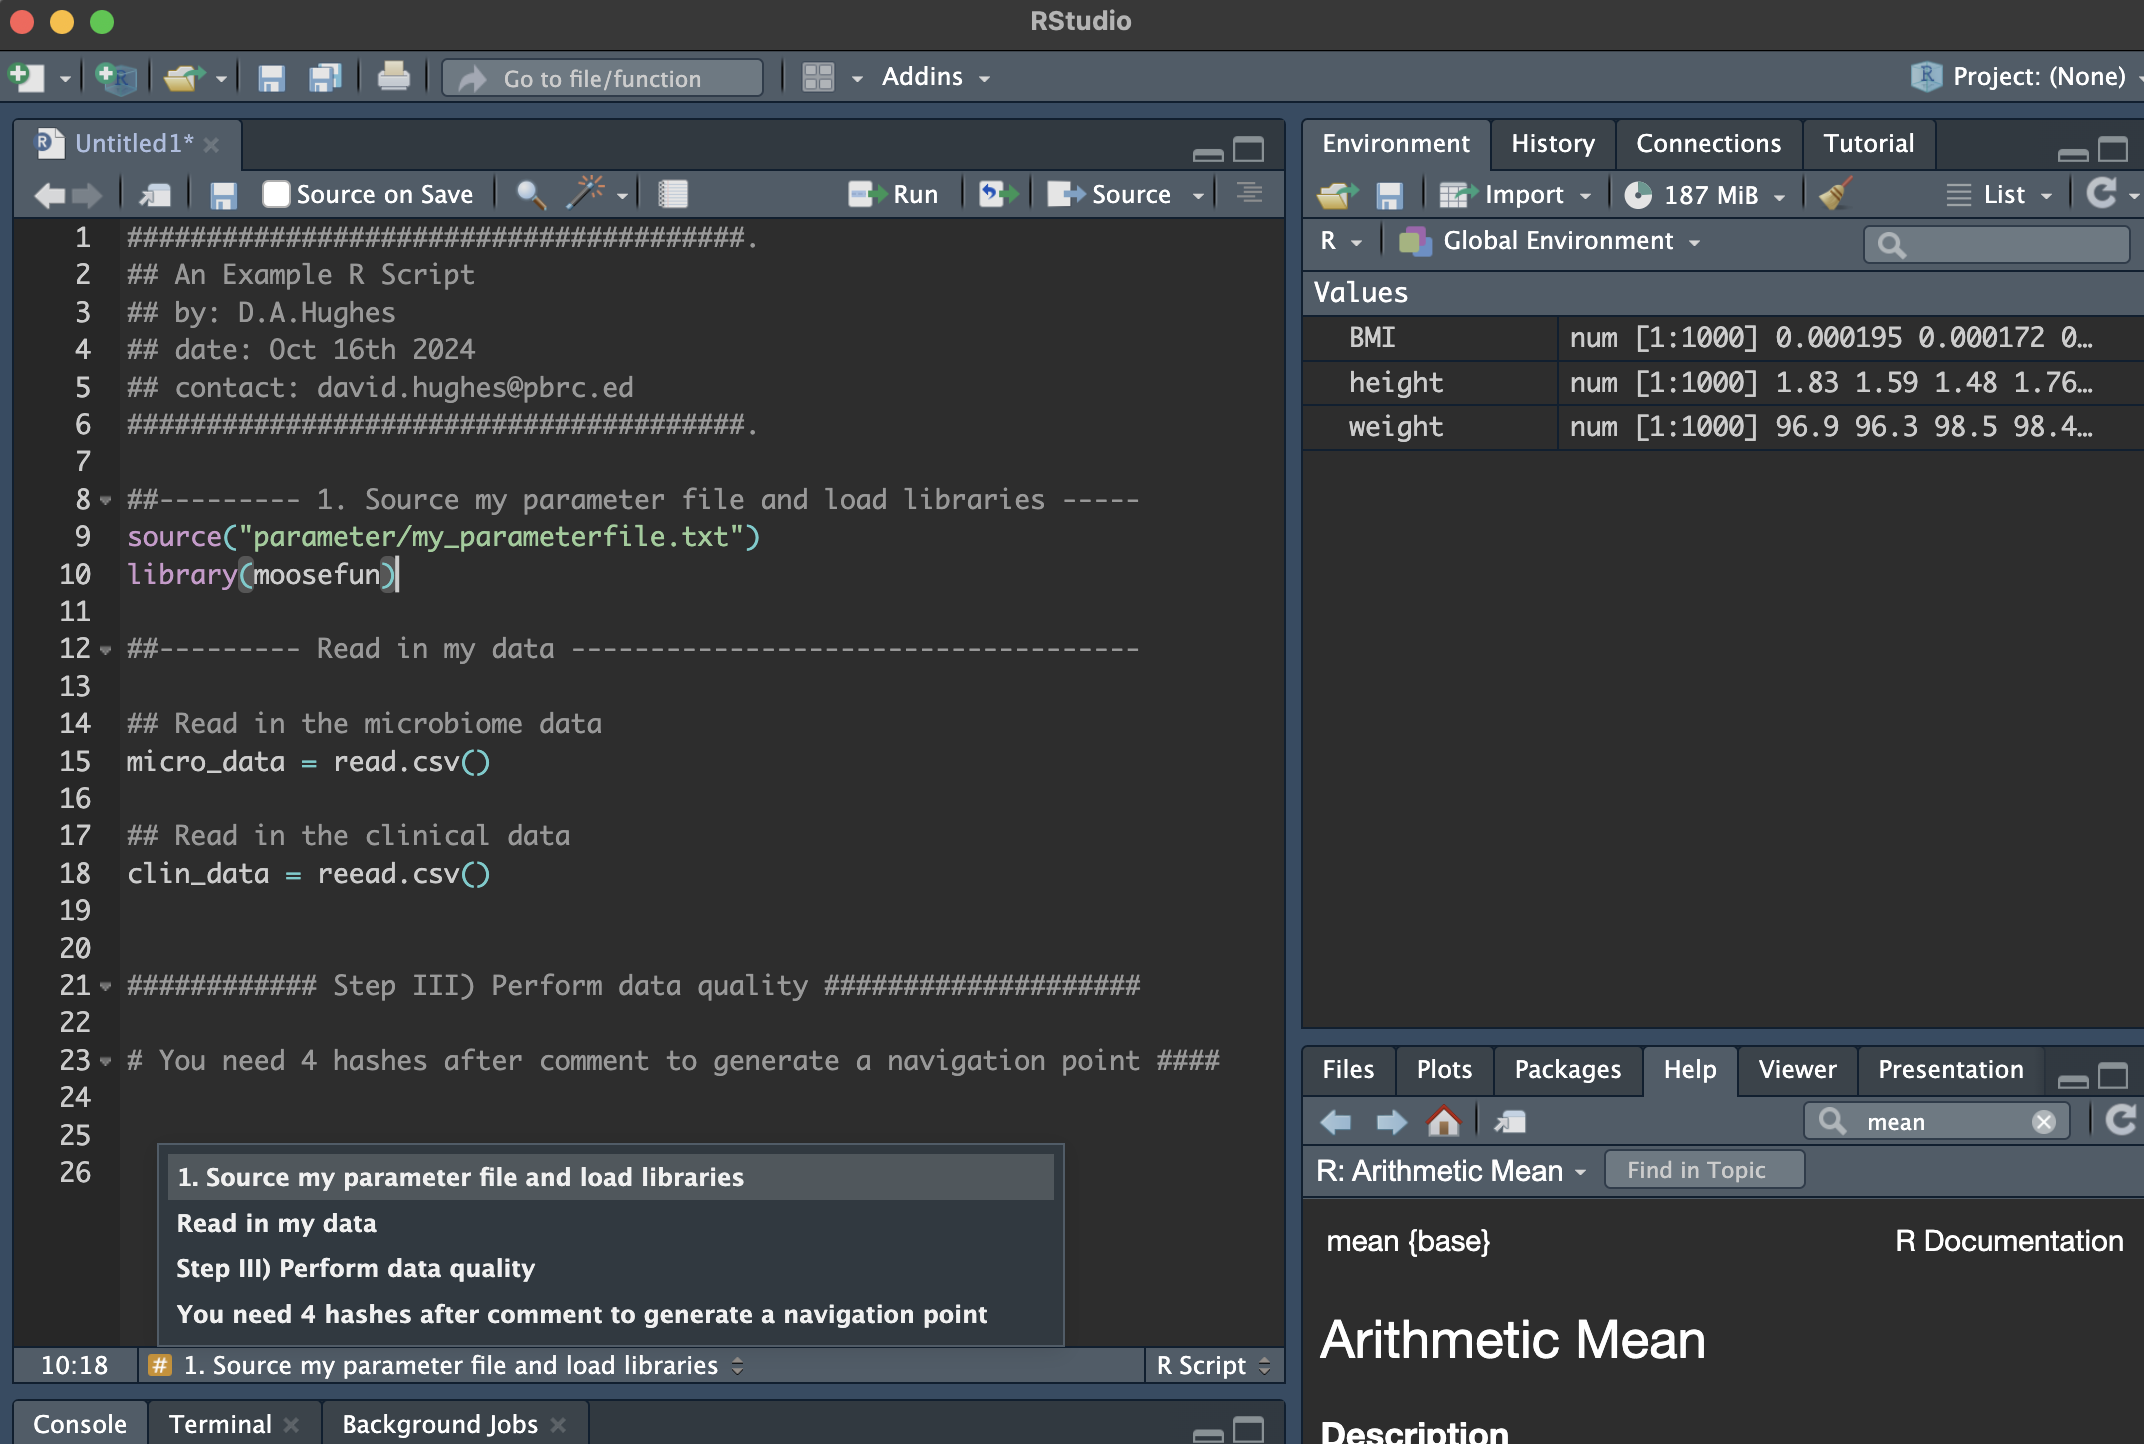 RStudio
Go to file/function
Addins
Project: (None)
Untitled1*
Source on Save
Run
Source
1 #######################################.
2 ## An Example R Script
3 ## by: D.A.Hughes
4 ## date: Oct 16th 2024
5 ## contact: david.hughes@pbrc.ed
6 #######################################.
7
8 ##--------- 1. Source my parameter file and load libraries -----
9 source("parameter/my_parameterfile.txt")
10 library(moosefun)
11
12 ##--------- Read in my data ------------------------------------
13
14 ## Read in the microbiome data
15 micro_data = read.csv()
16
17 ## Read in the clinical data
18 clin_data = reead.csv()
19
20
21 ############ Step III) Perform data quality ####################
22
23 # You need 4 hashes after comment to generate a navigation point ####
24
25
26
1. Source my parameter file and load libraries
Read in my data
Step III) Perform data quality
You need 4 hashes after comment to generate a navigation point
10:18
# 1. Source my parameter file and load libraries
R Script
Console
Terminal
Background Jobs
Environment
History
Connections
Tutorial
Import
187 MiB
List
R
Global Environment
Values
BMI num [1:1000] 0.000195 0.000172 0…
height num [1:1000] 1.83 1.59 1.48 1.76…
weight num [1:1000] 96.9 96.3 98.5 98.4…
Files
Plots
Packages
Help
Viewer
Presentation
mean
R: Arithmetic Mean
Find in Topic
mean {base}
R Documentation
Arithmetic Mean
Description